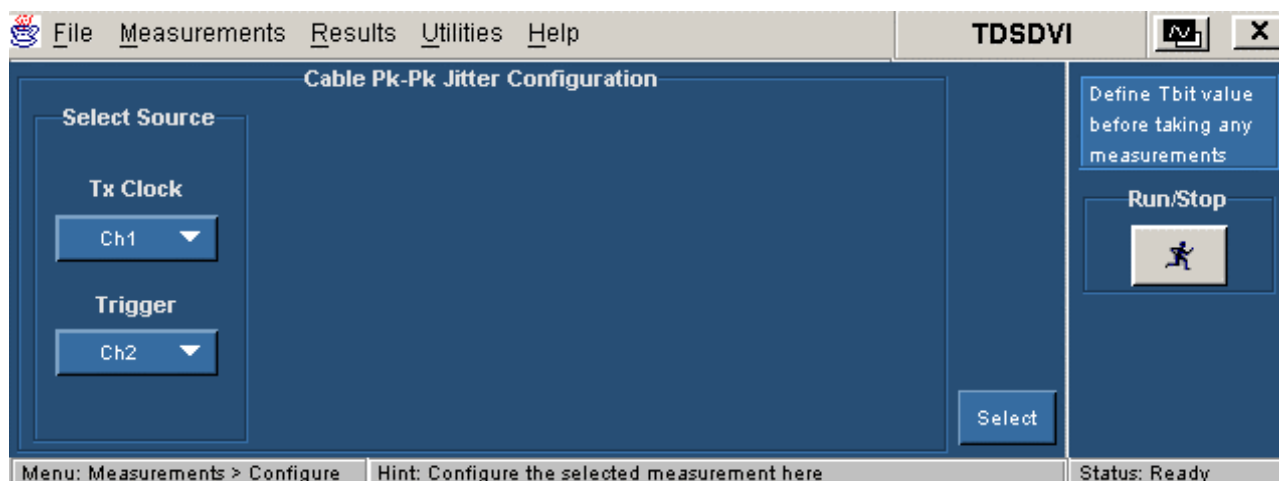 File Measurements Results Utilities Help TDSDVI
Cable Pk-Pk Jitter Configuration
Select Source
Tx Clock
Ch1
Trigger
Ch2
Select
Define Tbit value
before taking any
measurements
Run/Stop
Menu: Measurements > Configure
Hint: Configure the selected measurement here
Status: Ready